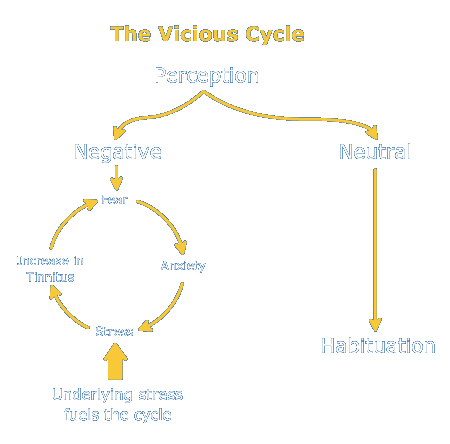 The Vicious Cycle
Perception
Negative
Neutral
Fear
Increase in
Tinnitus
Anxiety
Stress
Habituation
Underlying stress
fuels the cycle